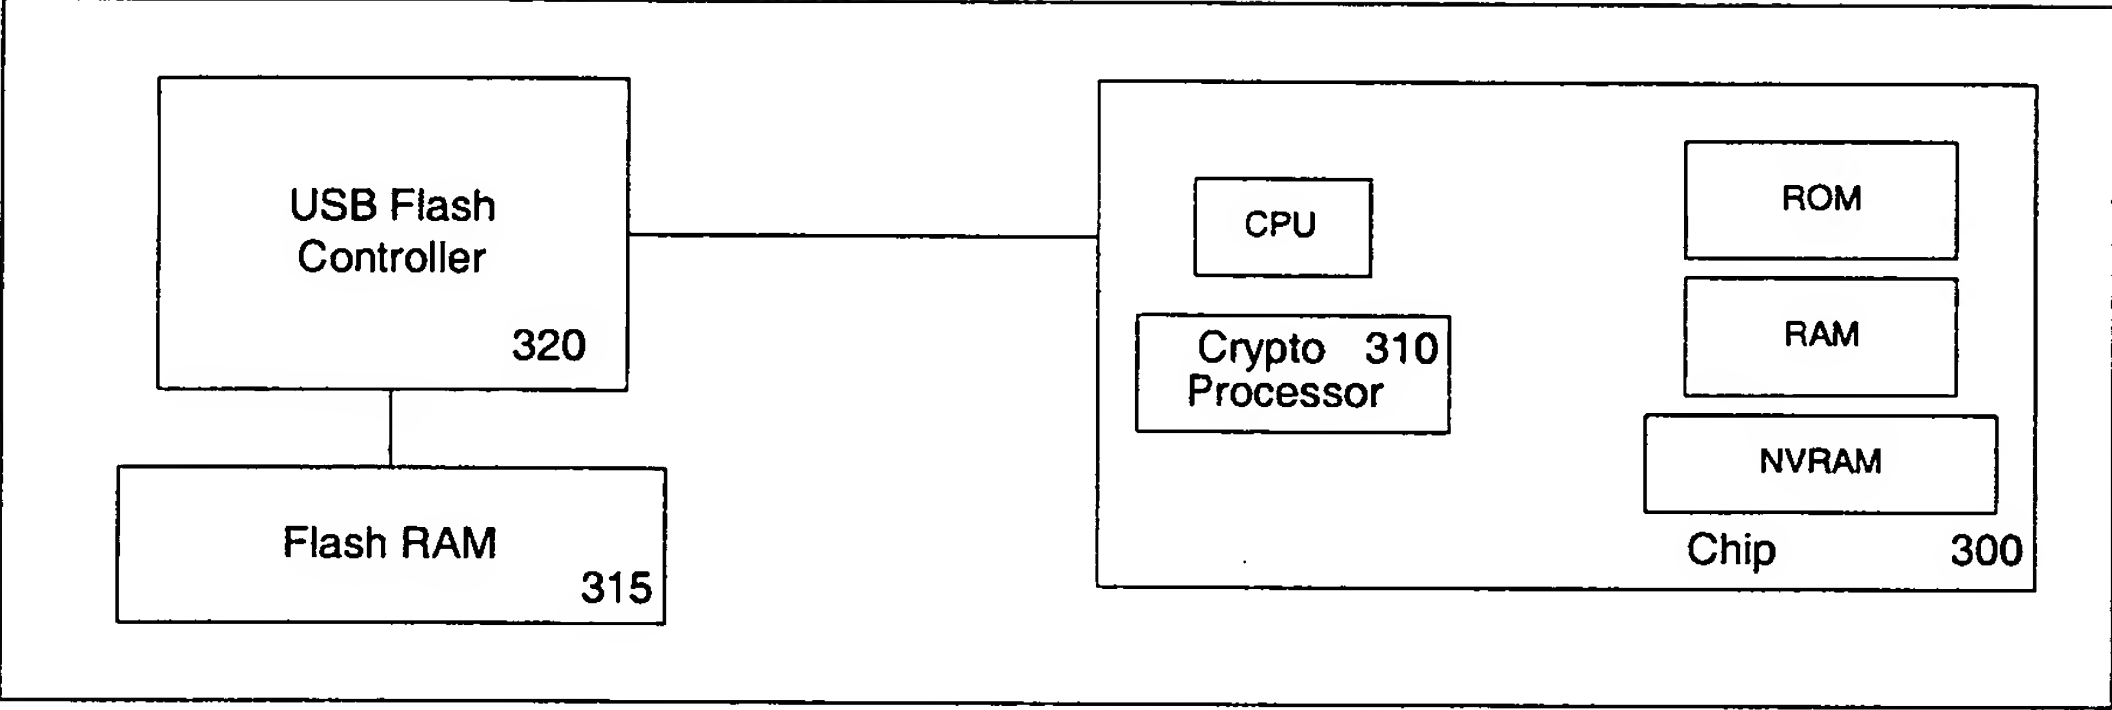 USB Flash
Controller
320
Flash RAM
315
CPU
Crypto 310
Processor
ROM
RAM
NVRAM
Chip 300